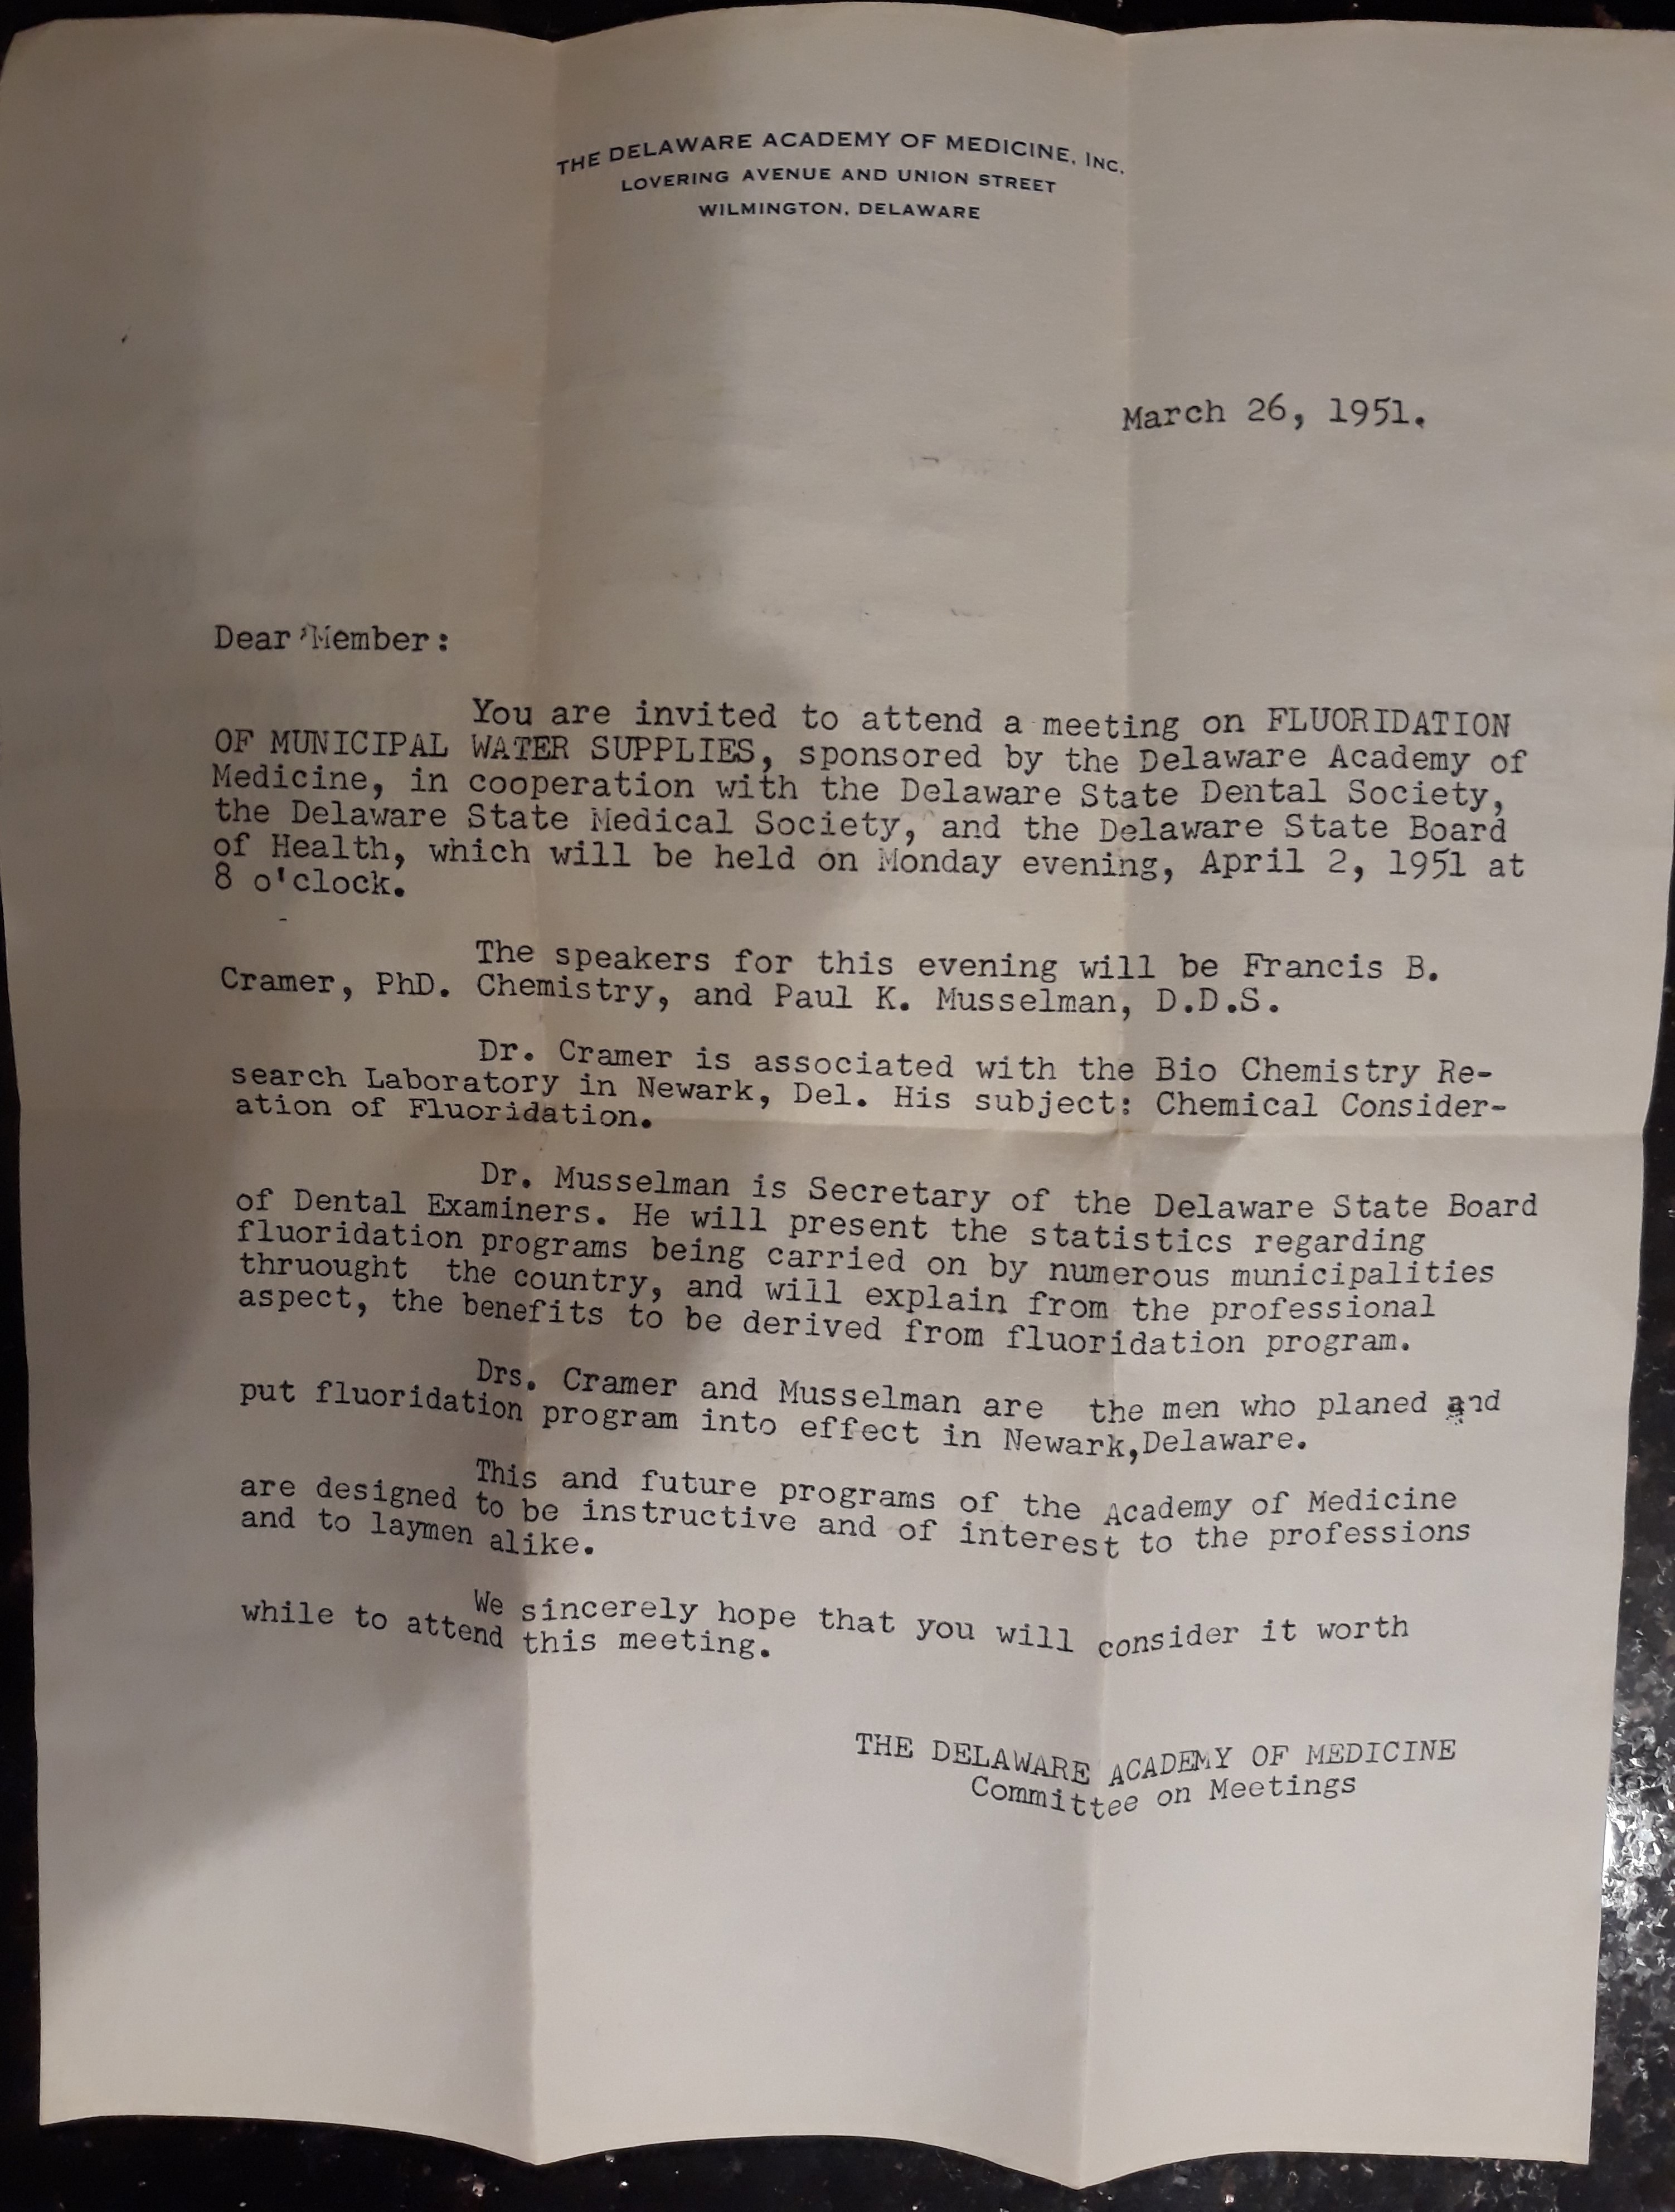 THE DELAWARE ACADEMY OF MEDICINE, INC.
LOVERING AVENUE AND UNION STREET
WILMINGTON, DELAWARE
March 26, 1951.
Dear Member:
You are invited to attend a meeting on FLUORIDATION
OF MUNICIPAL WATER SUPPLIES, sponsored by the Delaware Academy of
Medicine, in cooperation with the Delaware State Dental Society,
the Delaware State Medical Society, and the Delaware State Board
of Health, which will be held on Monday evening, April 2, 1951 at
8 o'clock.
The speakers for this evening will be Francis B.
Cramer, PhD. Chemistry, and Paul K. Musselman, D.D.S.
Dr. Cramer is associated with the Bio Chemistry Re-
search Laboratory in Newark, Del. His subject: Chemical Consider-
ation of Fluoridation.
Dr. Musselman is Secretary of the Delaware State Board
of Dental Examiners. He will present the statistics regarding
fluoridation programs being carried on by numerous municipalities
thruought the country, and will explain from the professional
aspect, the benefits to be derived from fluoridation program.
Drs. Cramer and Musselman are the men who planed and
put fluoridation program into effect in Newark,Delaware.
This and future programs of the Academy of Medicine
are designed to be instructive and of interest to the professions
and to laymen alike.
We sincerely hope that you will consider it worth
while to attend this meeting.
THE DELAWARE ACADEMY OF MEDICINE
Committee on Meetings